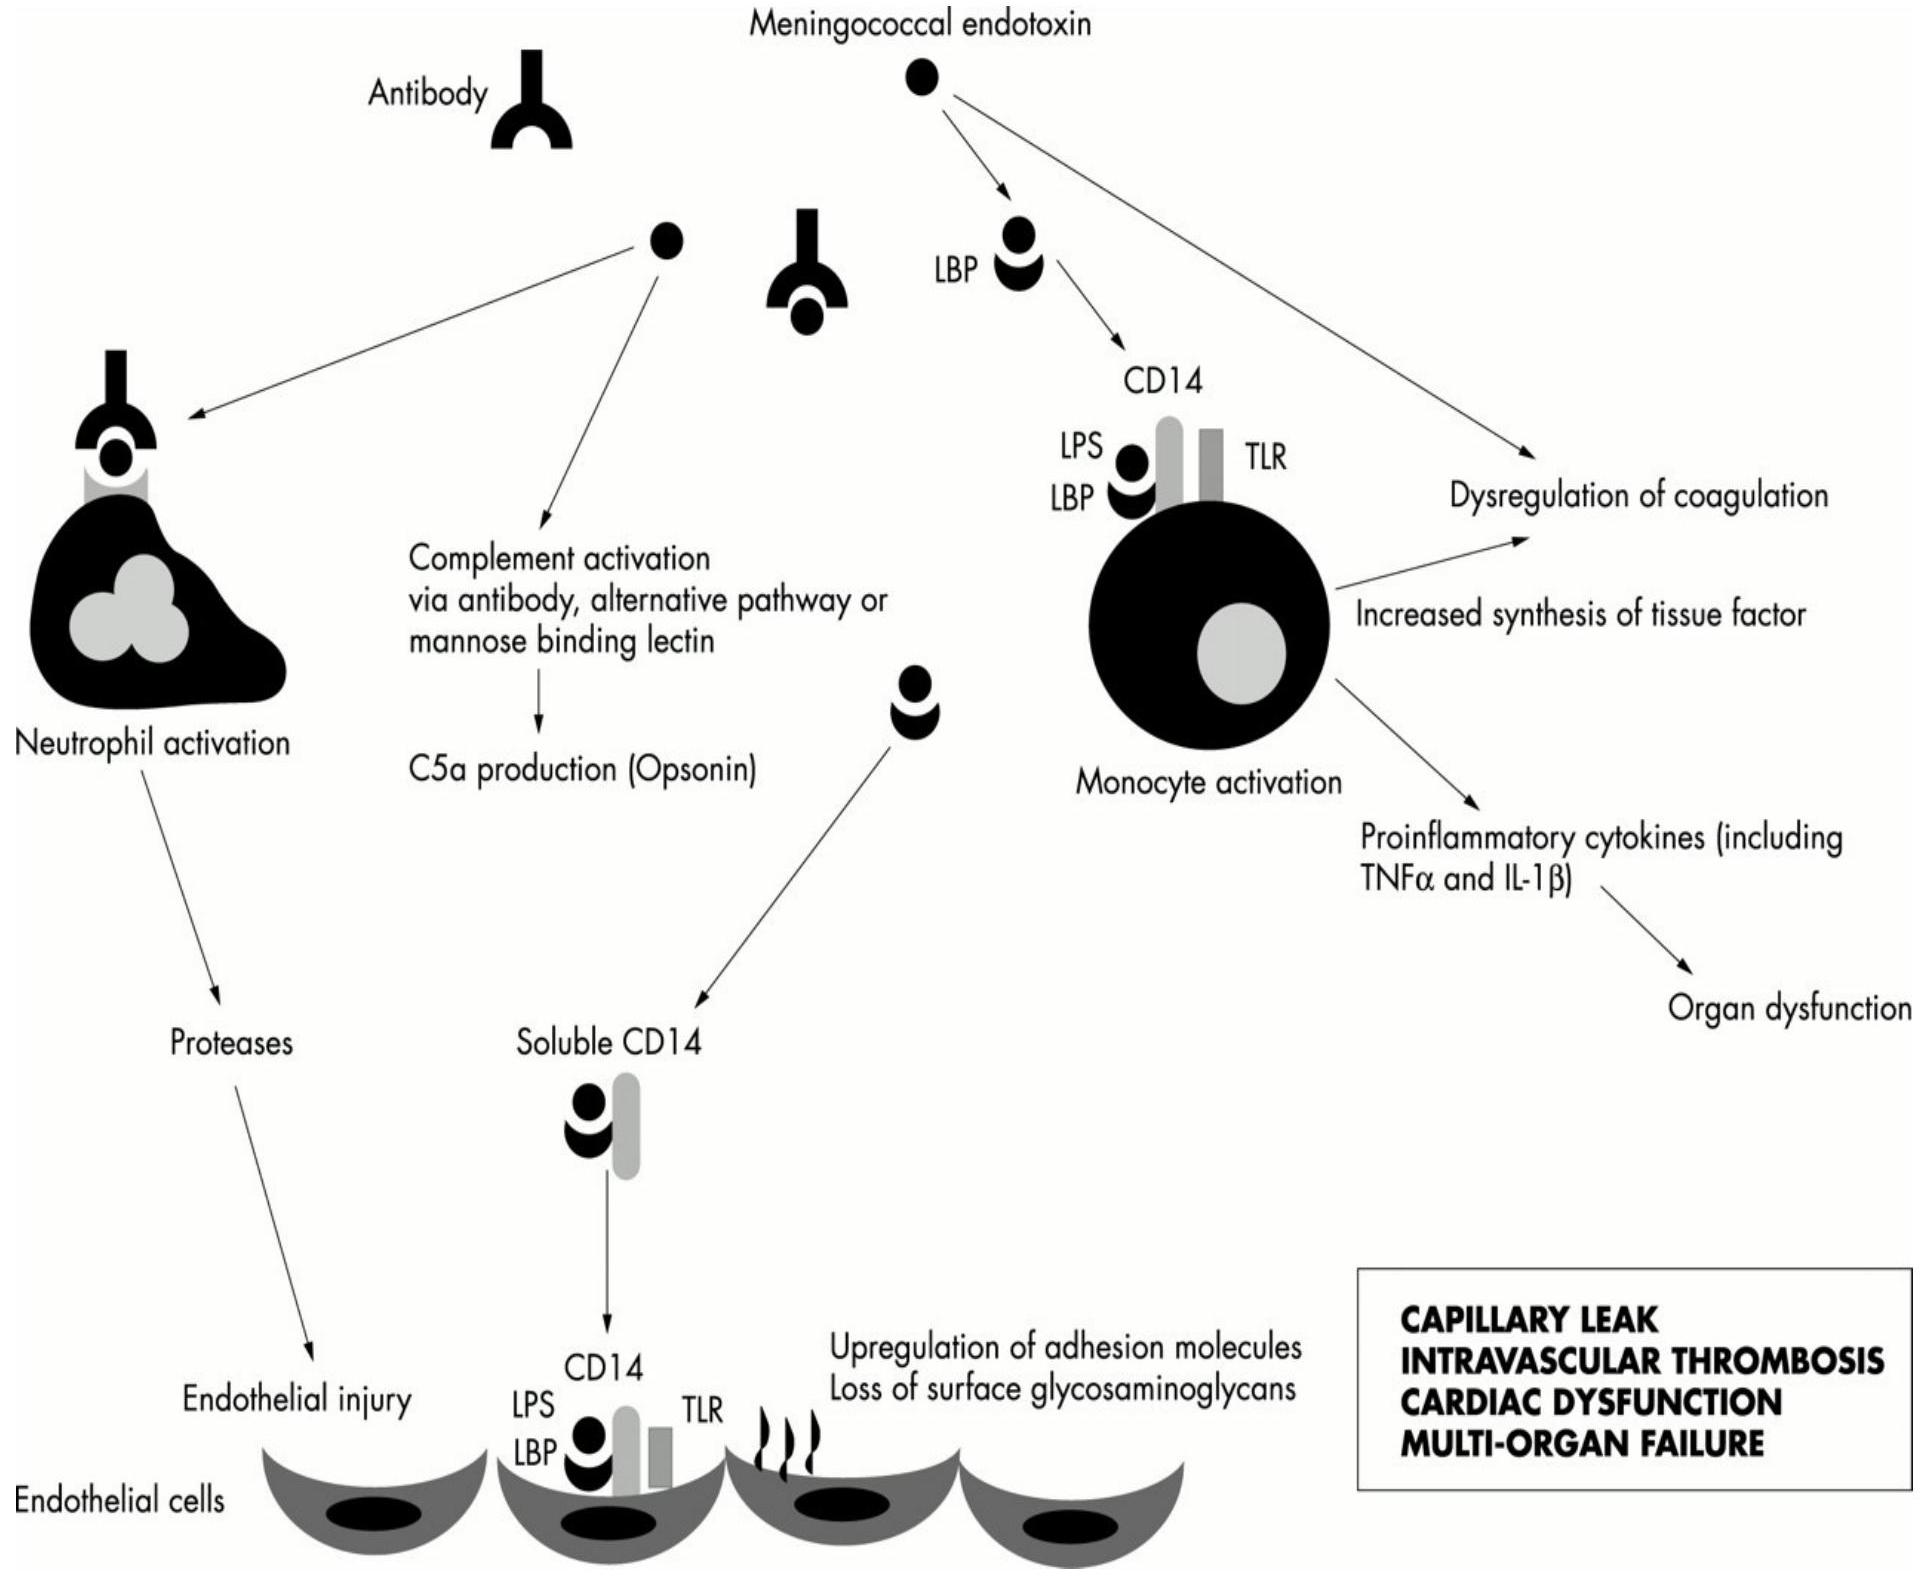 Meningococcal endotoxin
Antibody
LBP
CD14
LPS
TLR
LBP
Dysregulation of coagulation
Complement activation
via antibody, alternative pathway or
mannose binding lectin
Increased synthesis of tissue factor
Neutrophil activation
C5a production (Opsonin)
Monocyte activation
Proinflammatory cytokines (including
TNFα and IL-1β)
Organ dysfunction
Proteases
Soluble CD14
Endothelial injury
CD14
LPS
TLR
LBP
Upregulation of adhesion molecules
Loss of surface glycosaminoglycans
Endothelial cells
CAPILLARY LEAK
INTRAVASCULAR THROMBOSIS
CARDIAC DYSFUNCTION
MULTI-ORGAN FAILURE